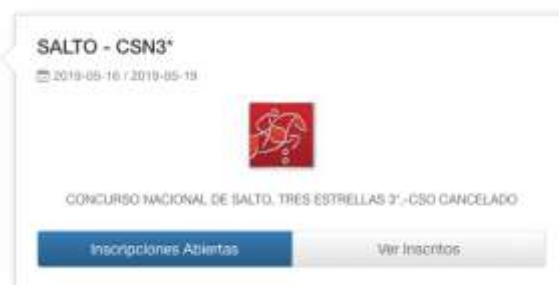 SALTO - CSN3*
2019-05-16 / 2019-05-19
CONCURSO NACIONAL DE SALTO, TRES ESTRELLAS 3*.-CSO CANCELADO
Inscripciones Abiertas
Ver Inscritos